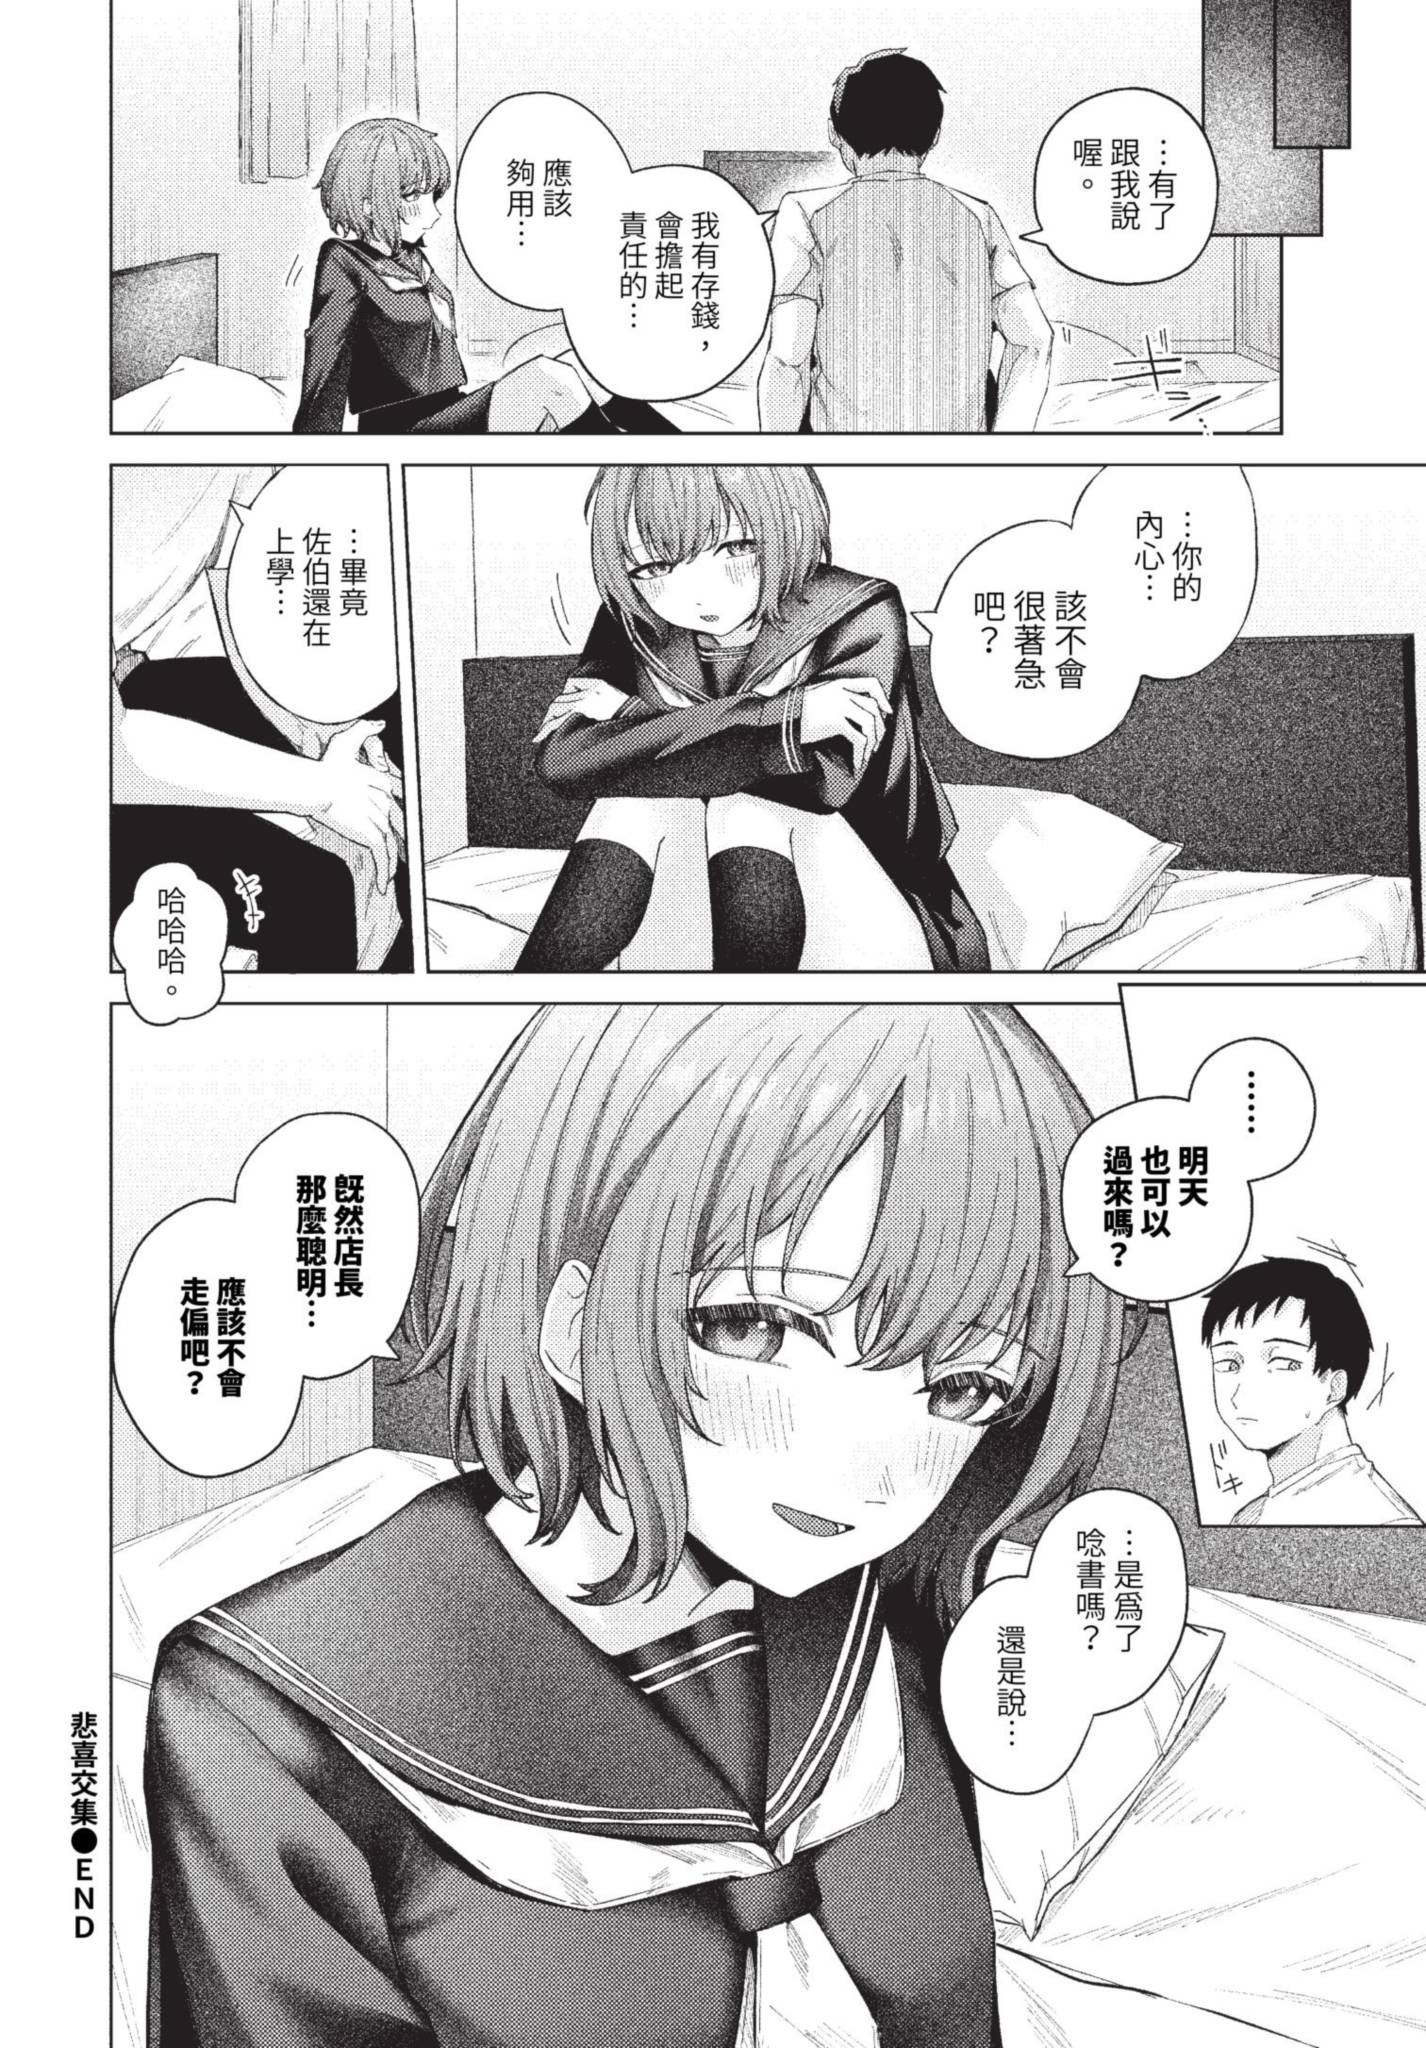 …有了
跟我說
喔。
我有存錢，
會擔起
責任的…
應該
夠用…
…你的
內心…
該不會
很著急
吧？
…畢竟
佐伯還在
上學…
哈哈哈。
……
明天
也可以
過來嗎？
…是為了
唸書嗎？
還是說…
既然店長
那麼聰明…
應該不會
走偏吧？
悲喜交集●END